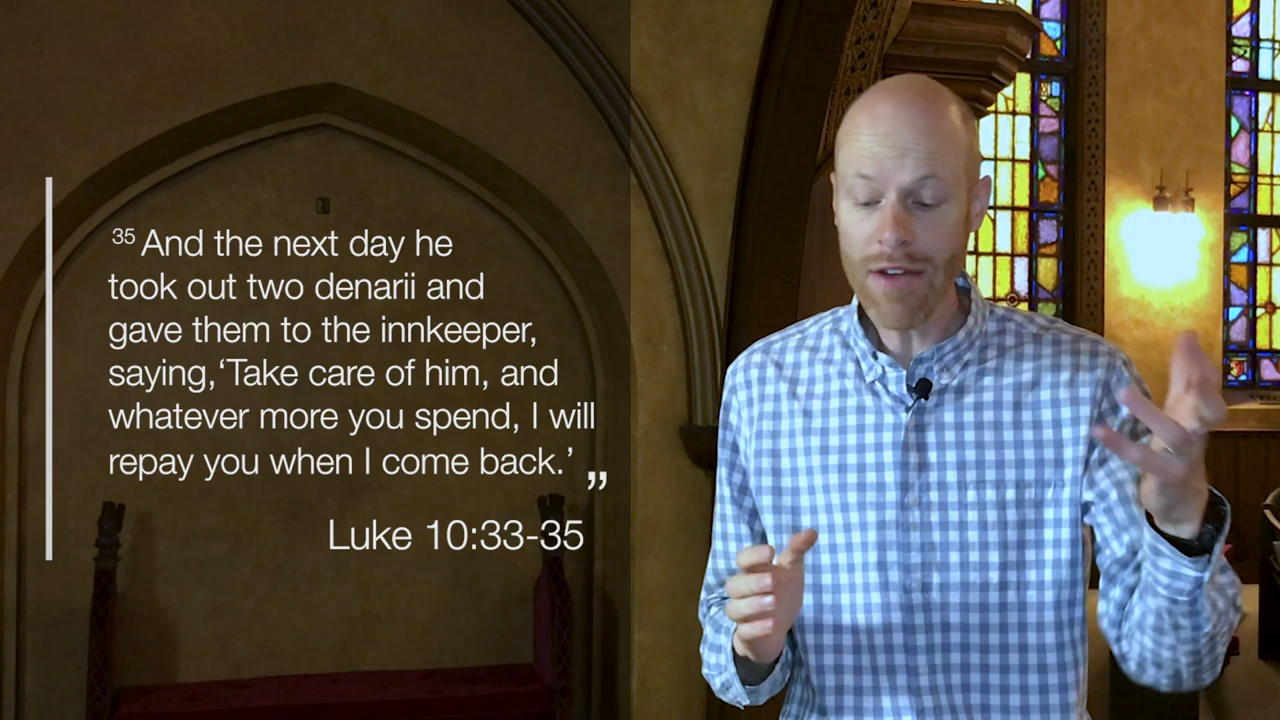 35 And the next day he
took out two denarii and
gave them to the innkeeper,
saying,‘Take care of him, and
whatever more you spend, I will
repay you when I come back.’ ”
Luke 10:33-35